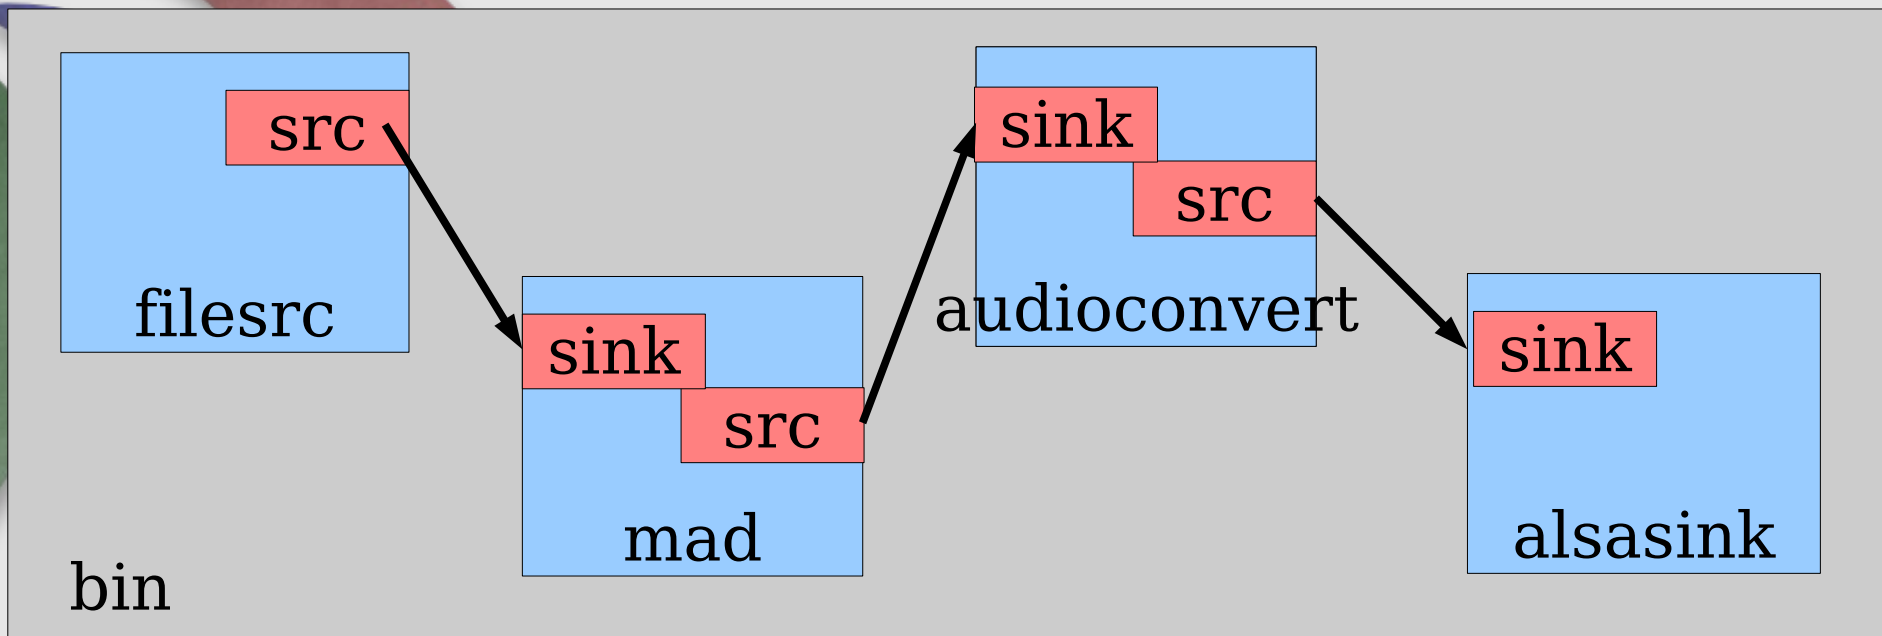 src
filesrc
sink
src
mad
sink
src
audioconvert
sink
alsasink
bin